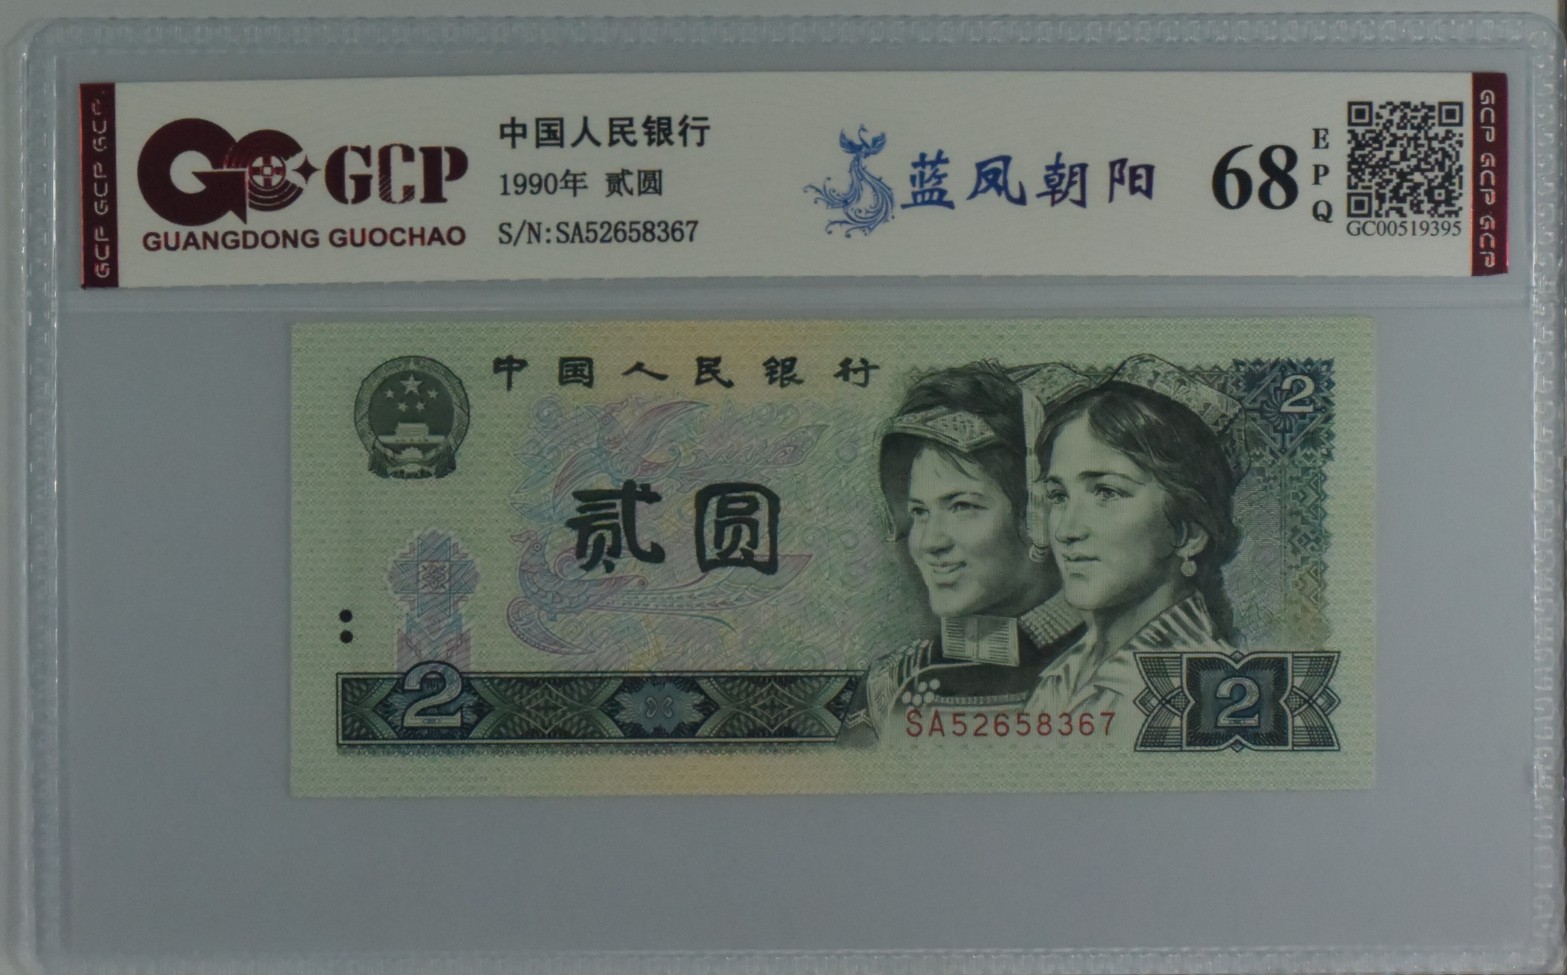 GCP GCP GCP
GCP
GUANGDONG GUOCHAO
中国人民银行
1990年 贰圆
S/N:SA52658367
蓝凤朝阳
68
EPQ
GC00519395
GCP GCP GCP
中国人民银行
2
贰圆
2
SA52658367
2